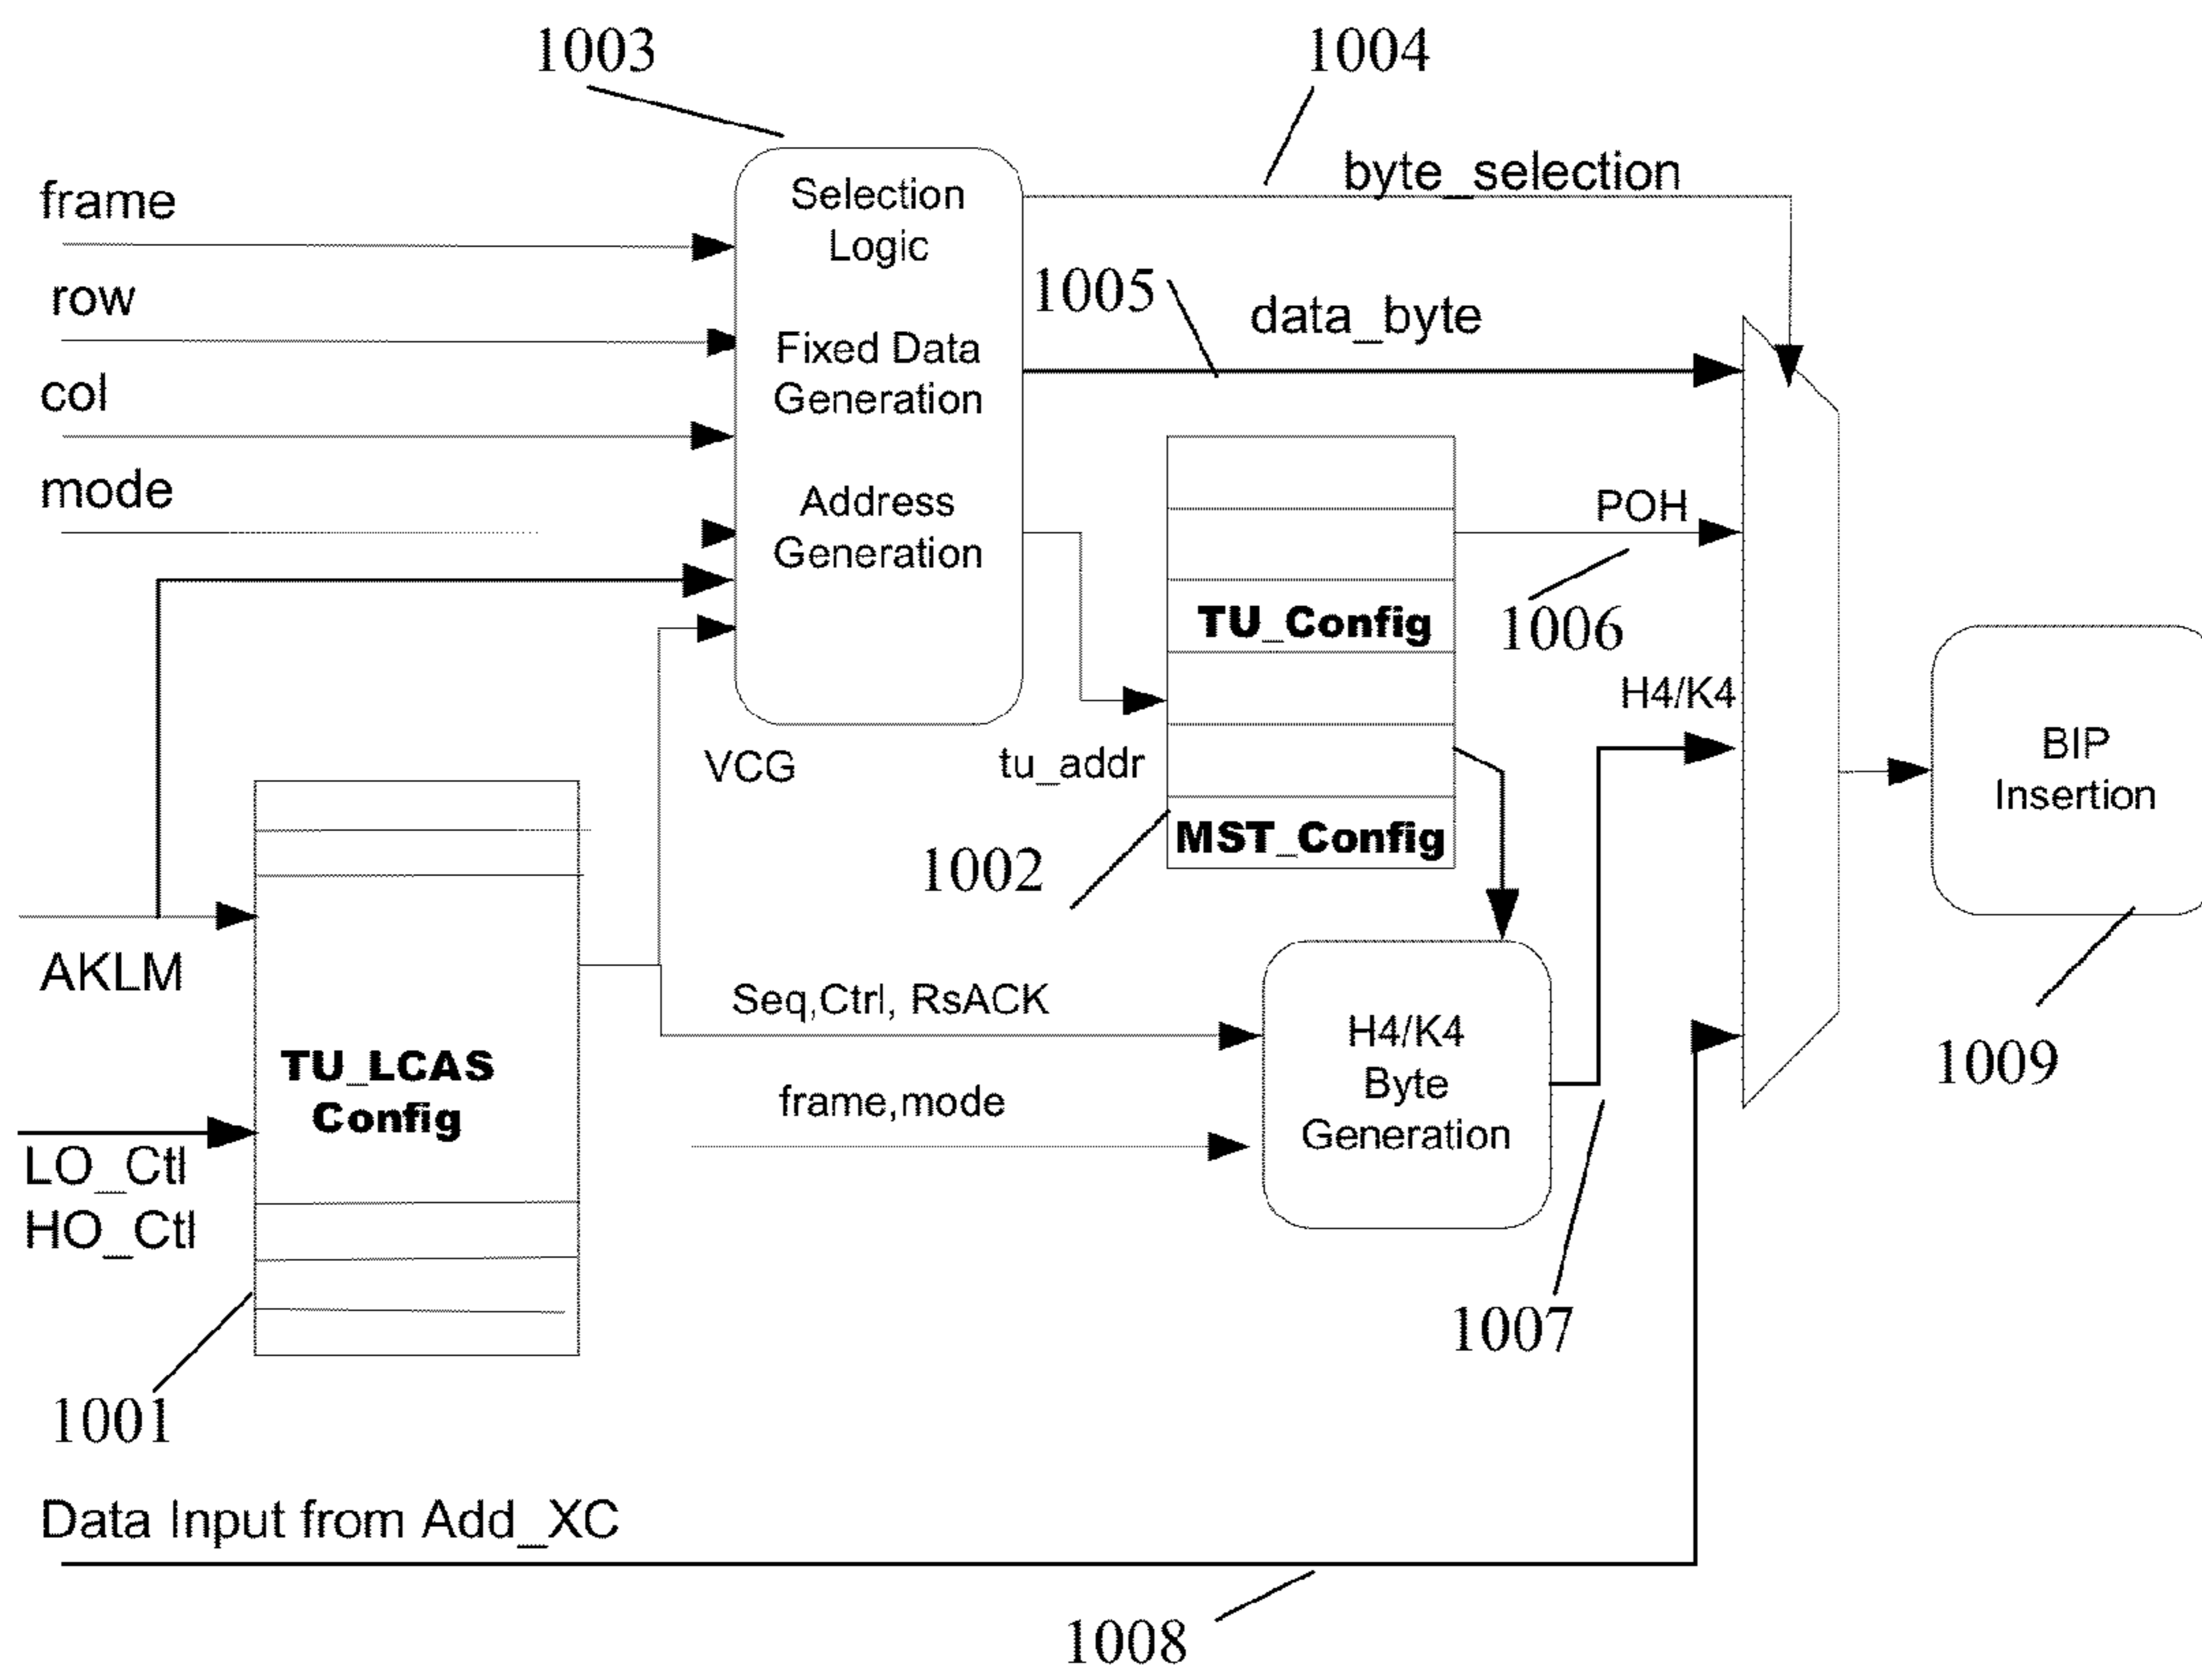 1003
1004
frame
Selection
Logic
byte_selection
row
1005
data_byte
Fixed Data
Generation
col
mode
Address
Generation
POH
TU_Config
1006
H4/K4
VCG
tu_addr
BIP
Insertion
MST_Config
1002
AKLM
Seq,Ctrl, RsACK
H4/K4
Byte
Generation
TU_LCAS
Config
frame,mode
1009
LO_Ctl
HO_Ctl
1007
1001
Data Input from Add_XC
1008